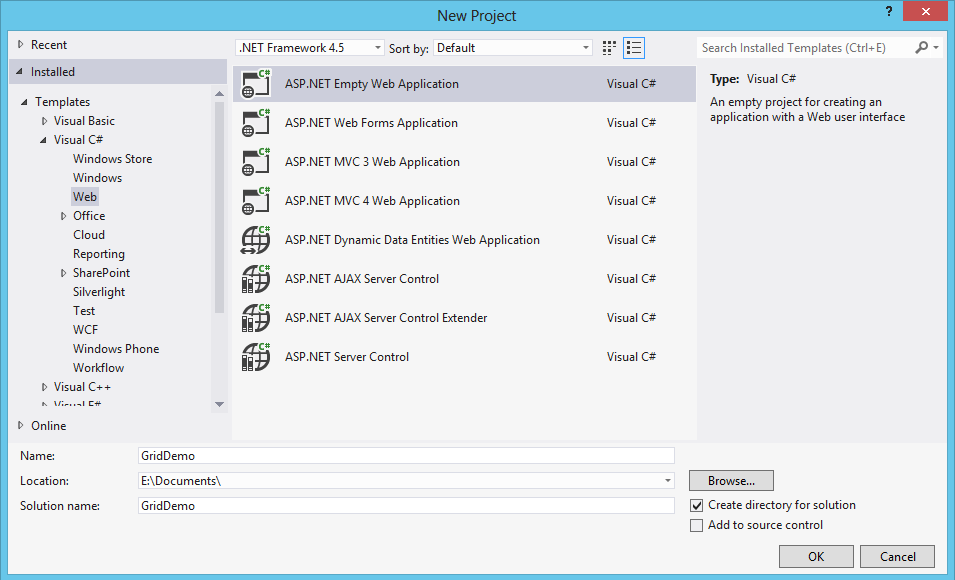 New Project
?
Recent
Installed
Templates
Visual Basic
Visual C#
Windows Store
Windows
Web
Office
Cloud
Reporting
SharePoint
Silverlight
Test
WCF
Windows Phone
Workflow
Visual C++
Visual F#
Online
.NET Framework 4.5
Sort by: Default
Search Installed Templates (Ctrl+E)
C# ASP.NET Empty Web Application Visual C#
C# ASP.NET Web Forms Application Visual C#
C# ASP.NET MVC 3 Web Application Visual C#
C# ASP.NET MVC 4 Web Application Visual C#
C# ASP.NET Dynamic Data Entities Web Application Visual C#
C# ASP.NET AJAX Server Control Visual C#
C# ASP.NET AJAX Server Control Extender Visual C#
C# ASP.NET Server Control Visual C#
Type: Visual C#
An empty project for creating an
application with a Web user interface
Name: GridDemo
Location: E:\Documents\
Browse...
Solution name: GridDemo
Create directory for solution
Add to source control
OK
Cancel